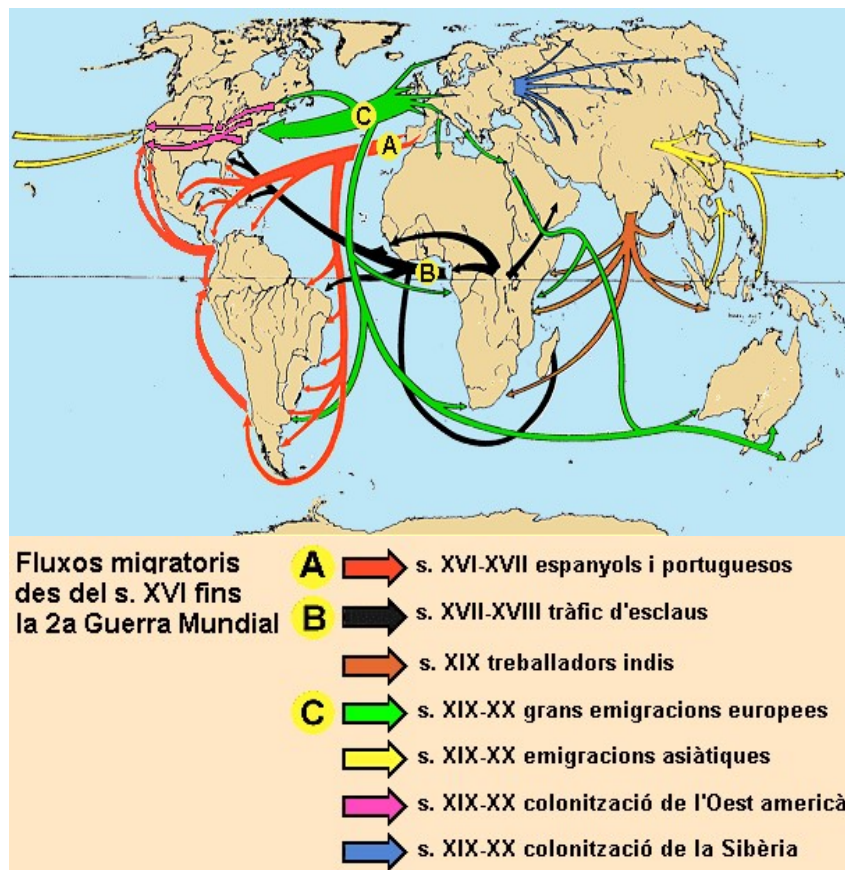 C
A
B
Fluxos migratoris
des del s. XVI fins
la 2a Guerra Mundial
A s. XVI-XVII espanyols i portuguesos
B s. XVII-XVIII tràfic d'esclaus
s. XIX treballadors indis
C s. XIX-XX grans emigracions europees
s. XIX-XX emigracions asiàtiques
s. XIX-XX colonització de l'Oest americà
s. XIX-XX colonització de la Sibèria